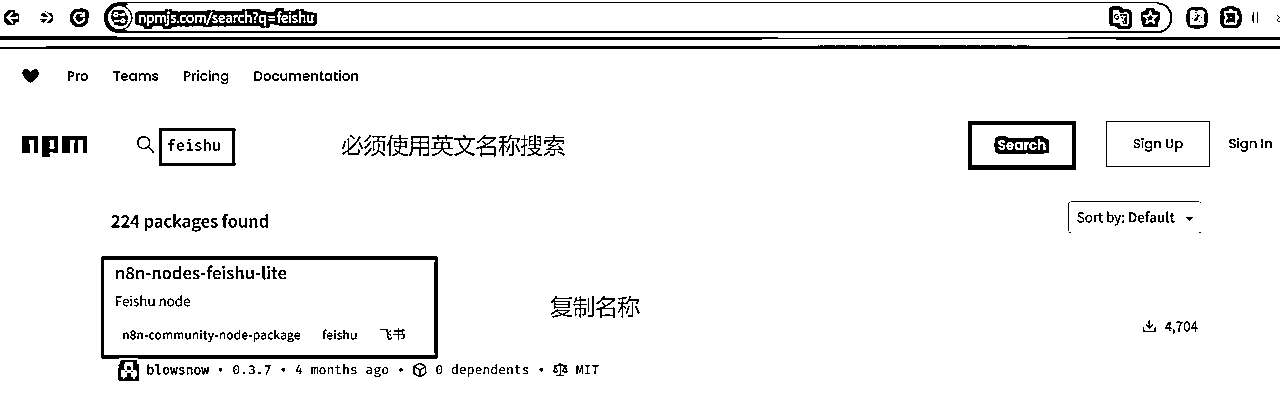 npmjs.com/search?q=feishu
Pro Teams Pricing Documentation
npm feishu 必须使用英文名称搜索 Search Sign Up Sign In
224 packages found Sort by: Default
n8n-nodes-feishu-lite
Feishu node 复制名称
n8n-community-node-package feishu 飞书 4,704
blowsnow • 0.3.7 • 4 months ago • 0 dependents • MIT